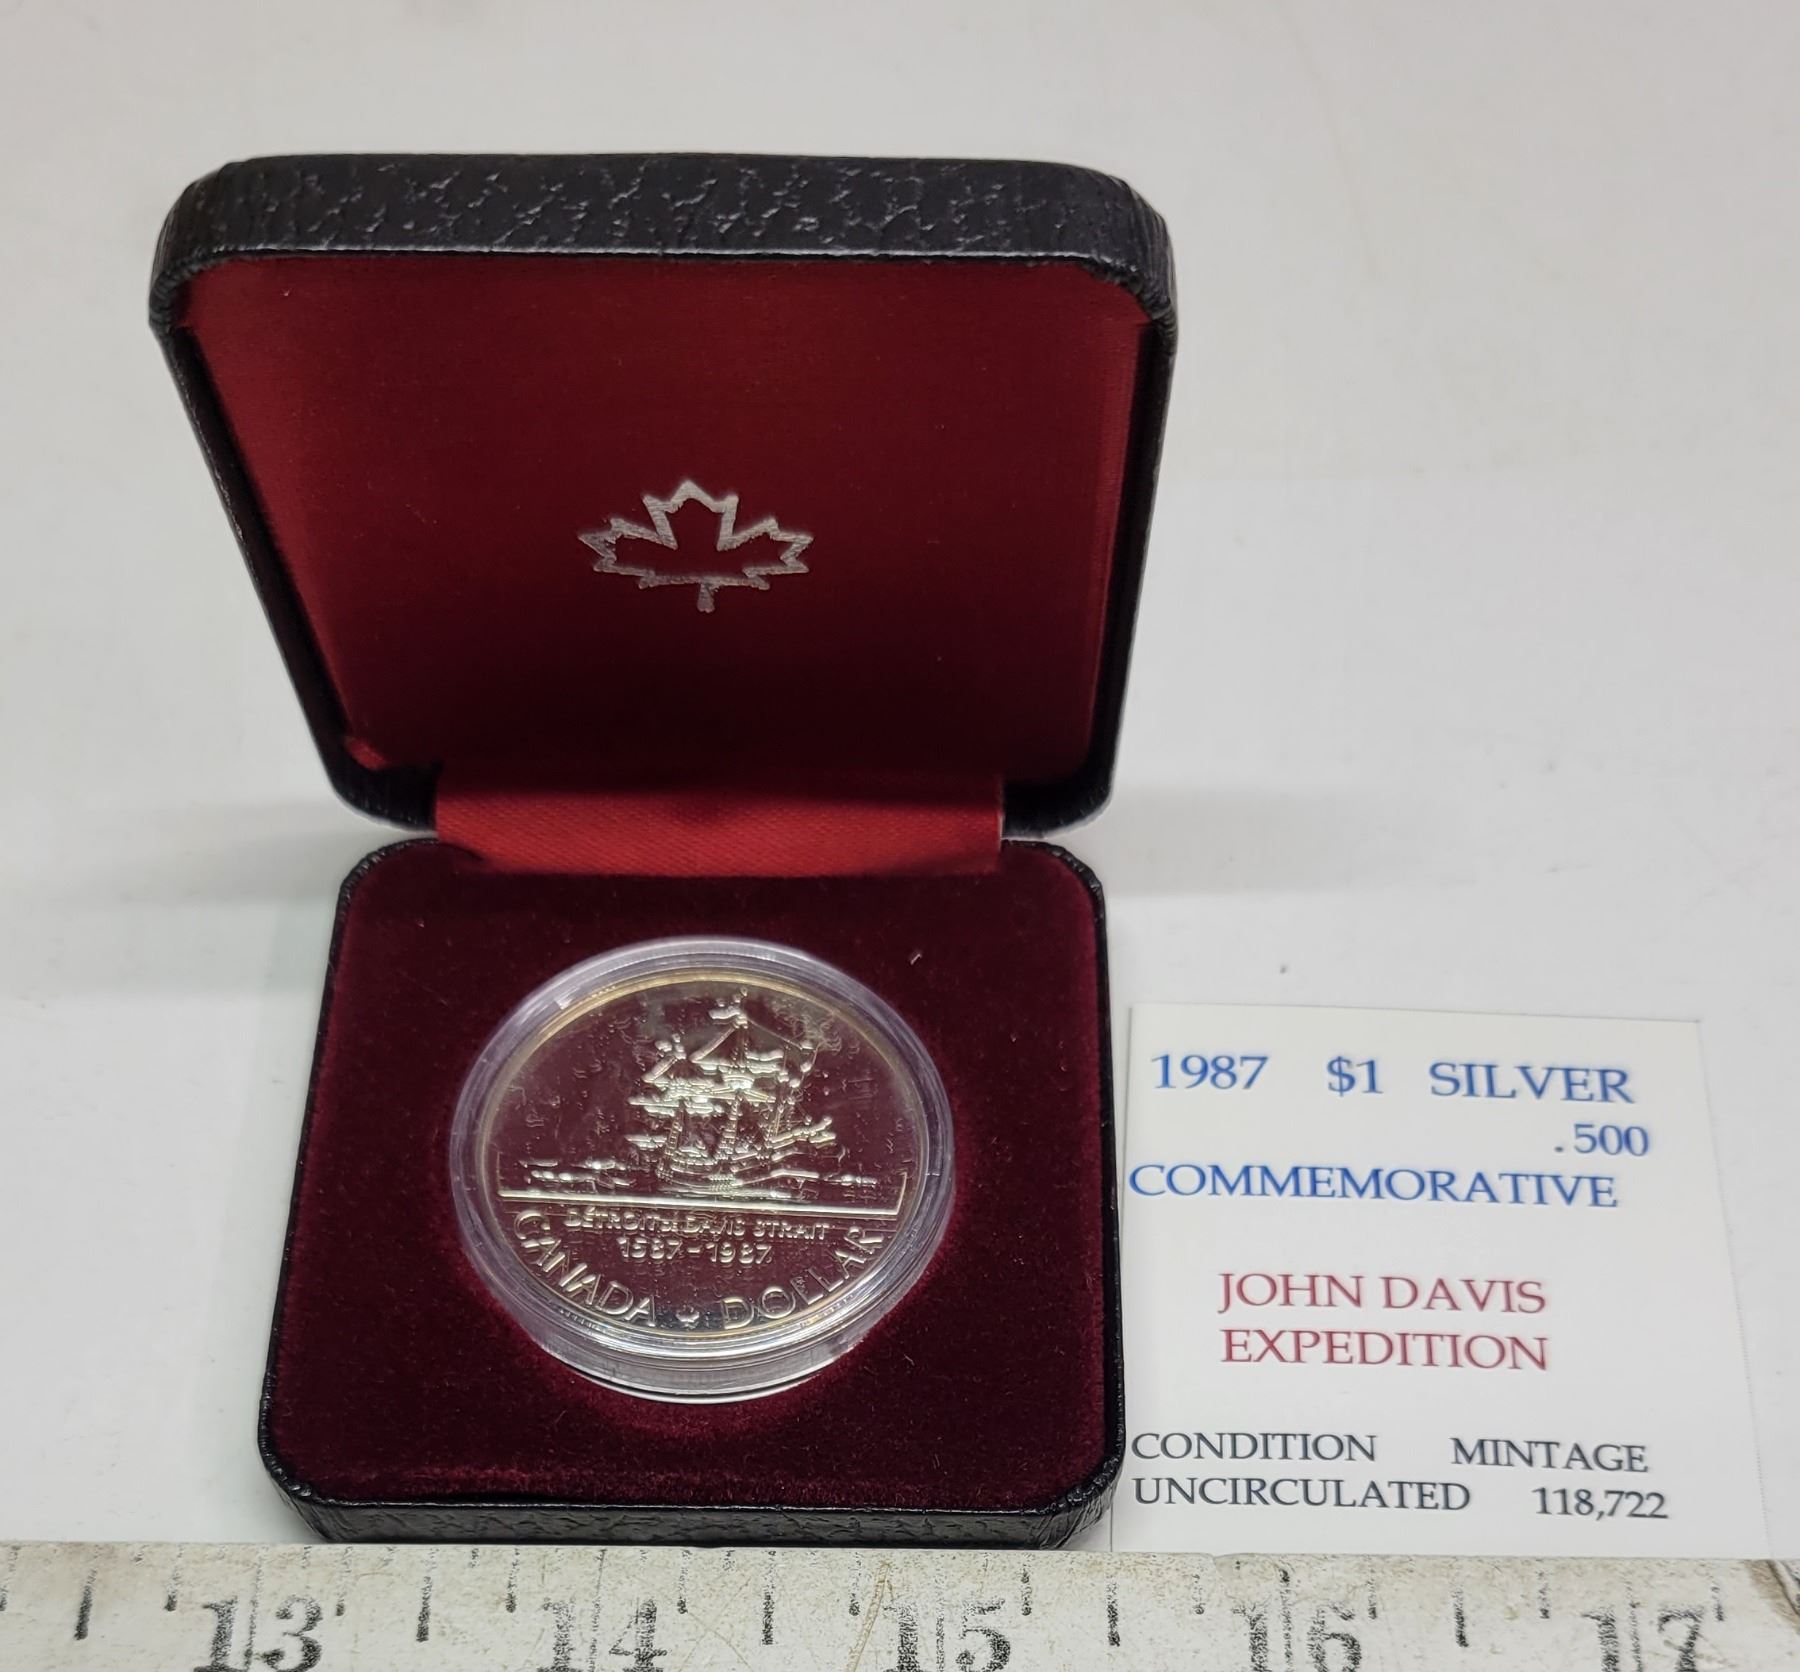 DÉTROIT DE DAVIS STRAIT
1587-1987
CANADA DOLLAR
1987 $1 SILVER
.500
COMMEMORATIVE
JOHN DAVIS
EXPEDITION
CONDITION MINTAGE
UNCIRCULATED 118,722
13 14 15 16 17